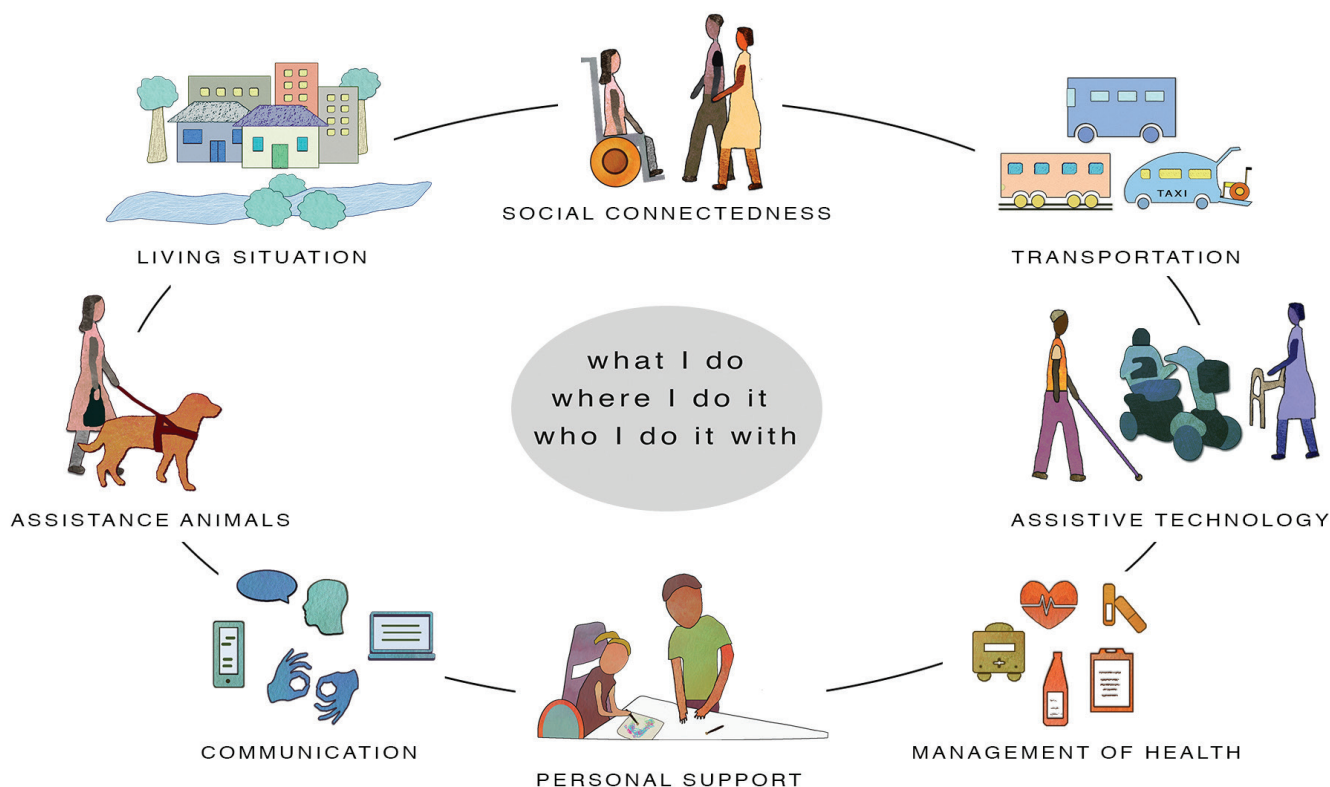 SOCIAL CONNECTEDNESS
LIVING SITUATION
TRANSPORTATION
TAXI
what I do
where I do it
who I do it with
ASSISTANCE ANIMALS
ASSISTIVE TECHNOLOGY
COMMUNICATION
PERSONAL SUPPORT
MANAGEMENT OF HEALTH